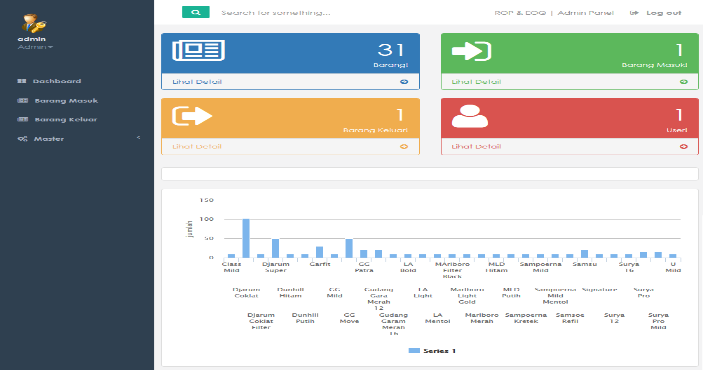 Search for something...
ROP & EOQ | Admin Panel
Log out
admin
Admin
Dashboard
Barang Masuk
Barang Keluar
Master
31
Barang!
Lihat Detail
1
Barang Masuk!
Lihat Detail
1
Barang Keluar!
Lihat Detail
1
User!
Lihat Detail
150
100
50
0
jumlah
Class Mild
Djarum Coklat
Djarum Coklat Filter
Djarum Super
Dunhill Hitam
Dunhill Putih
Garfit
GG Mild
GG Move
GG Patra
Gudang Gara Merah 12
Gudang Garam Merah 16
LA Bold
LA Light
LA Mentol
MArlboro Filter Black
Marlboro Light Gold
Marlboro Merah
MLD Hitam
MLD Putih
Sampoerna Kretek
Sampoerna Mild
Sampoerna Mild Mentol
Samsoe Refil
Samsu
Signature
Surya 12
Surya 16
Surya Pro
Surya Pro Mild
U Mild
Series 1